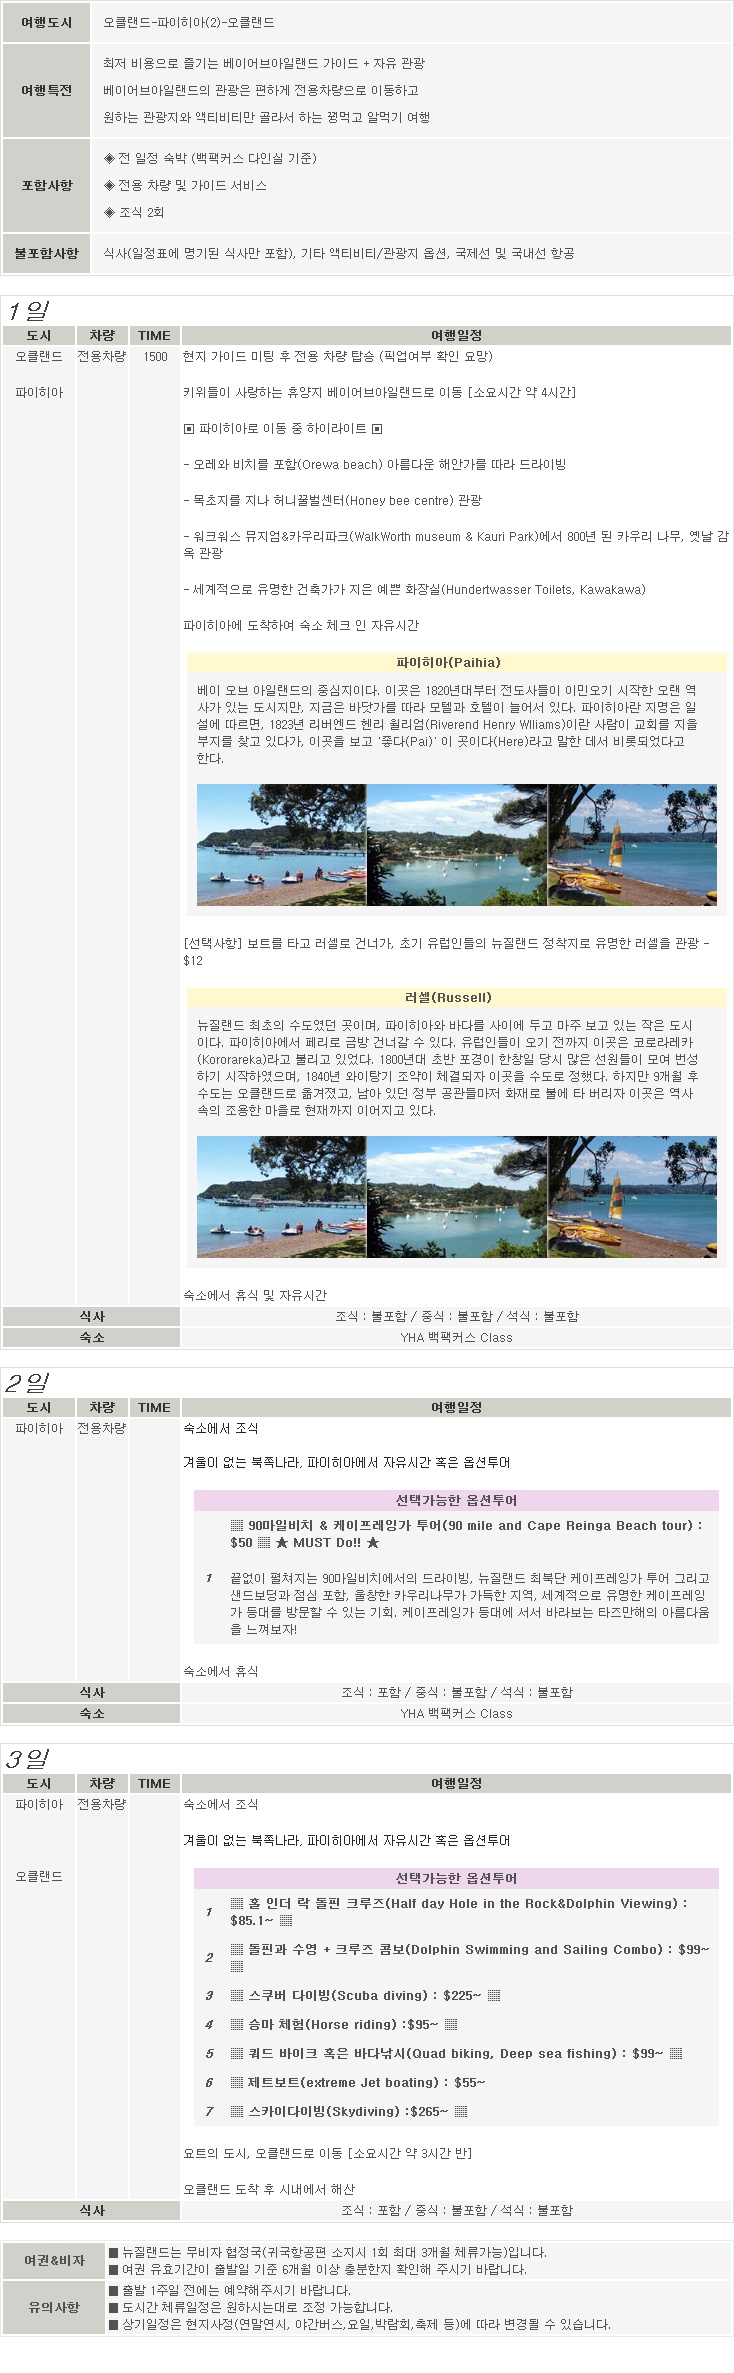 여행도시 오클랜드-파이히아(2)-오클랜드
여행특전
최저 비용으로 즐기는 베이어브아일랜드 가이드 + 자유 관광
베이어브아일랜드의 관광은 편하게 전용차량으로 이동하고
원하는 관광지와 액티비티만 골라서 하는 꿩먹고 알먹기 여행
포함사항
◈ 전 일정 숙박 (백팩커스 다인실 기준)
◈ 전용 차량 및 가이드 서비스
◈ 조식 2회
불포함사항 식사(일정표에 명기된 식사만 포함), 기타 액티비티/관광지 옵션, 국제선 및 국내선 항공
1일
도시 차량 TIME 여행일정
오클랜드 전용차량 1500 현지 가이드 미팅 후 전용 차량 탑승 (픽업여부 확인 요망)
파이히아 키위들이 사랑하는 휴양지 베이어브아일랜드로 이동 [소요시간 약 4시간]
▣ 파이히아로 이동 중 하이라이트 ▣
- 오레와 비치를 포함(Orewa beach) 아름다운 해안가를 따라 드라이빙
- 목초지를 지나 허니꿀벌센터(Honey bee centre) 관광
- 워크워스 뮤지엄&카우리파크(WalkWorth museum & Kauri Park)에서 800년 된 카우리 나무, 옛날 감
옥 관광
- 세계적으로 유명한 건축가가 지은 예쁜 화장실(Hundertwasser Toilets, Kawakawa)
파이히아에 도착하여 숙소 체크 인 자유시간
파이히아(Paihia)
베이 오브 아일랜드의 중심지이다. 이곳은 1820년대부터 전도사들이 이민오기 시작한 오랜 역
사가 있는 도시지만, 지금은 바닷가를 따라 모텔과 호텔이 늘어서 있다. 파이히아란 지명은 일
설에 따르면, 1823년 리버엔드 헨리 윌리엄(Riverend Henry Wlliams)이란 사람이 교회를 지을
부지를 찾고 있다가, 이곳을 보고 '좋다(Pai)' 이 곳이다(Here)라고 말한 데서 비롯되었다고
한다.
[선택사항] 보트를 타고 러셀로 건너가, 초기 유럽인들의 뉴질랜드 정착지로 유명한 러셀을 관광 -
$12
러셀(Russell)
뉴질랜드 최초의 수도였던 곳이며, 파이히아와 바다를 사이에 두고 마주 보고 있는 작은 도시
이다. 파이히아에서 페리로 금방 건너갈 수 있다. 유럽인들이 오기 전까지 이곳은 코로라레카
(Kororareka)라고 불리고 있었다. 1800년대 초반 포경이 한창일 당시 많은 선원들이 모여 번성
하기 시작하였으며, 1840년 와이탕기 조약이 체결되자 이곳을 수도로 정했다. 하지만 9개월 후
수도는 오클랜드로 옮겨졌고, 남아 있던 정부 공관들마저 화재로 불에 타 버리자 이곳은 역사
속의 조용한 마을로 현재까지 이어지고 있다.
숙소에서 휴식 및 자유시간
식사 조식 : 불포함 / 중식 : 불포함 / 석식 : 불포함
숙소 YHA 백팩커스 Class
2일
도시 차량 TIME 여행일정
파이히아 전용차량 숙소에서 조식
겨울이 없는 북쪽나라, 파이히아에서 자유시간 혹은 옵션투어
선택가능한 옵션투어
▒ 90마일비치 & 케이프레잉가 투어(90 mile and Cape Reinga Beach tour) :
$50 ▒ ★ MUST Do!! ★
1 끝없이 펼쳐지는 90마일비치에서의 드라이빙, 뉴질랜드 최북단 케이프레잉가 투어 그리고
샌드보딩과 점심 포함, 울창한 카우리나무가 가득한 지역, 세계적으로 유명한 케이프레잉
가 등대를 방문할 수 있는 기회. 케이프레잉가 등대에 서서 바라보는 타즈만해의 아름다움
을 느껴보자!
숙소에서 휴식
식사 조식 : 포함 / 중식 : 불포함 / 석식 : 불포함
숙소 YHA 백팩커스 Class
3일
도시 차량 TIME 여행일정
파이히아 전용차량 숙소에서 조식
겨울이 없는 북쪽나라, 파이히아에서 자유시간 혹은 옵션투어
오클랜드 선택가능한 옵션투어
1 ▒ 홀 인더 락 돌핀 크루즈(Half day Hole in the Rock&Dolphin Viewing) :
$85.1~ ▒
2 ▒ 돌핀과 수영 + 크루즈 콤보(Dolphin Swimming and Sailing Combo) : $99~
▒
3 ▒ 스쿠버 다이빙(Scuba diving) : $225~ ▒
4 ▒ 승마 체험(Horse riding) :$95~ ▒
5 ▒ 쿼드 바이크 혹은 바다낚시(Quad biking, Deep sea fishing) : $99~ ▒
6 ▒ 제트보트(extreme Jet boating) : $55~
7 ▒ 스카이다이빙(Skydiving) :$265~ ▒
요트의 도시, 오클랜드로 이동 [소요시간 약 3시간 반]
오클랜드 도착 후 시내에서 해산
식사 조식 : 포함 / 중식 : 불포함 / 석식 : 불포함
여권&비자
■ 뉴질랜드는 무비자 협정국(귀국항공편 소지시 1회 최대 3개월 체류가능)입니다.
■ 여권 유효기간이 출발일 기준 6개월 이상 충분한지 확인해 주시기 바랍니다.
유의사항
■ 출발 1주일 전에는 예약해주시기 바랍니다.
■ 도시간 체류일정은 원하시는대로 조정 가능합니다.
■ 상기일정은 현지사정(연말연시, 야간버스,요일,박람회,축제 등)에 따라 변경될 수 있습니다.